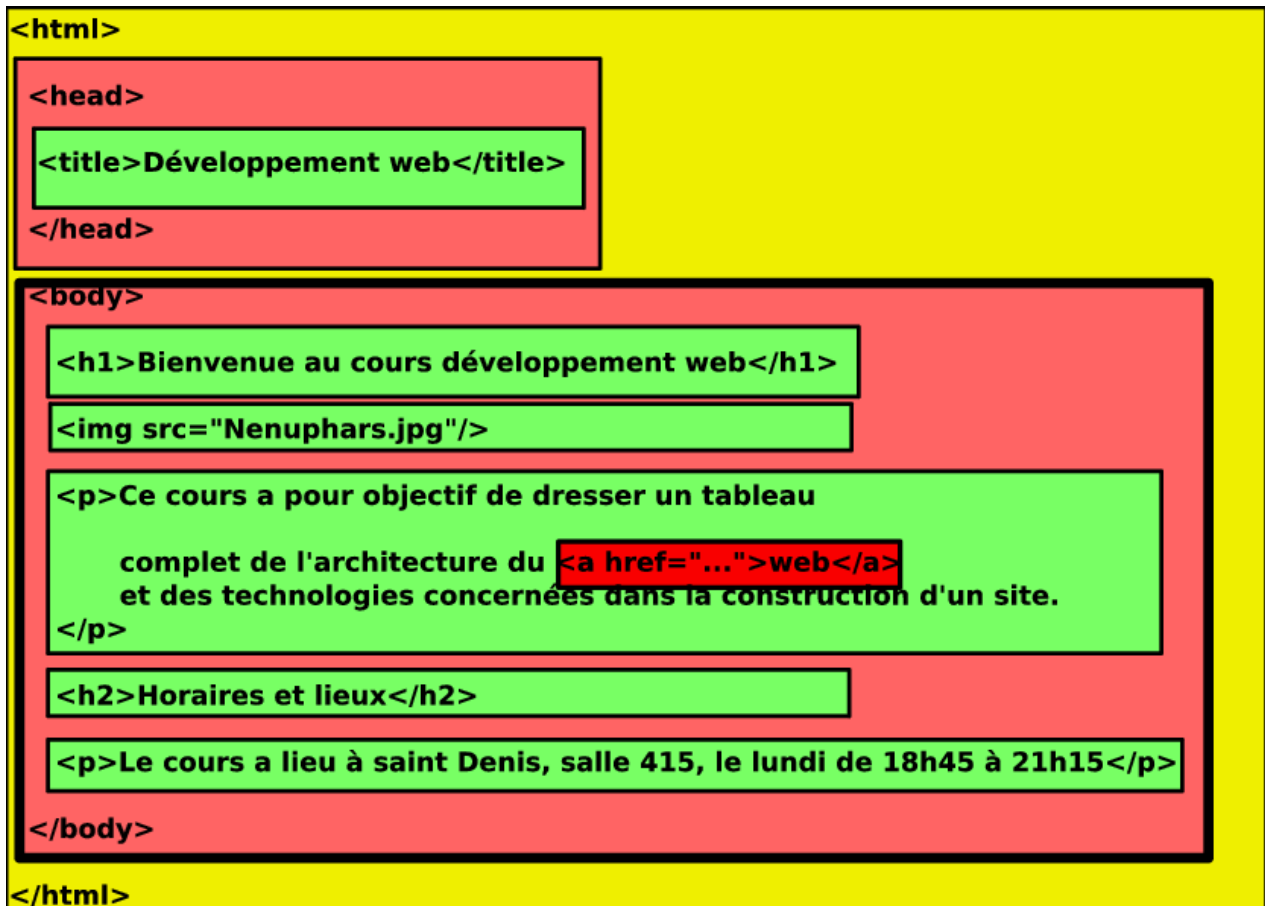 <html>
<head>
<title>Développement web</title>
</head>
<body>
<h1>Bienvenue au cours développement web</h1>
<img src="Nenuphars.jpg"/>
<p>Ce cours a pour objectif de dresser un tableau
complet de l'architecture du <a href="...">web</a>
et des technologies concernées dans la construction d'un site.
</p>
<h2>Horaires et lieux</h2>
<p>Le cours a lieu à saint Denis, salle 415, le lundi de 18h45 à 21h15</p>
</body>
</html>